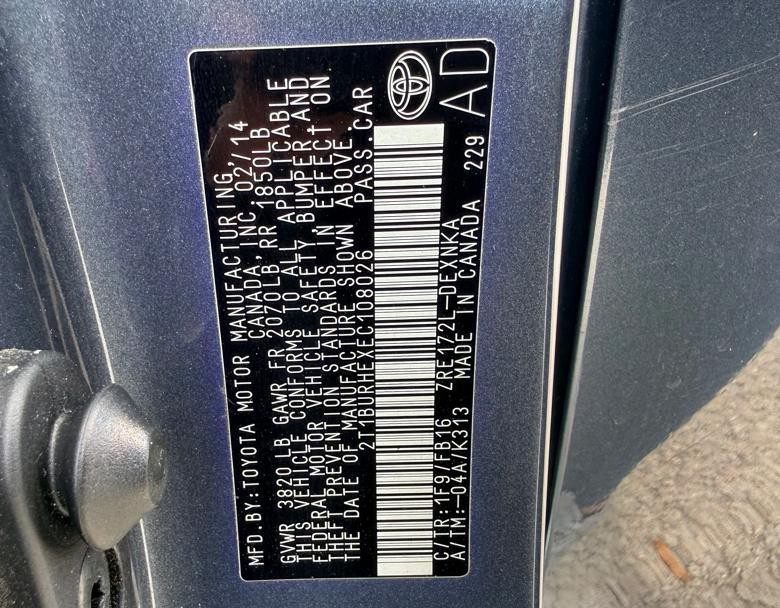 MFD. BY: TOYOTA MOTOR MANUFACTURING,
CANADA, INC. 02/14
GVWR 3820 LB GAWR FR 2070LB, RR 1850LB
THIS VEHICLE CONFORMS TO ALL APPLICABLE
FEDERAL MOTOR VEHICLE SAFETY, BUMPER AND
THEFT PREVENTION STANDARDS IN EFFECT ON
THE DATE OF MANUFACTURE SHOWN ABOVE.
2T1BURHEXEC108026 PASS. CAR
C/TR: 1F9/FB16 ZRE172L-DEXNKA
A/TM: -04A/K313 MADE IN CANADA 229
AD